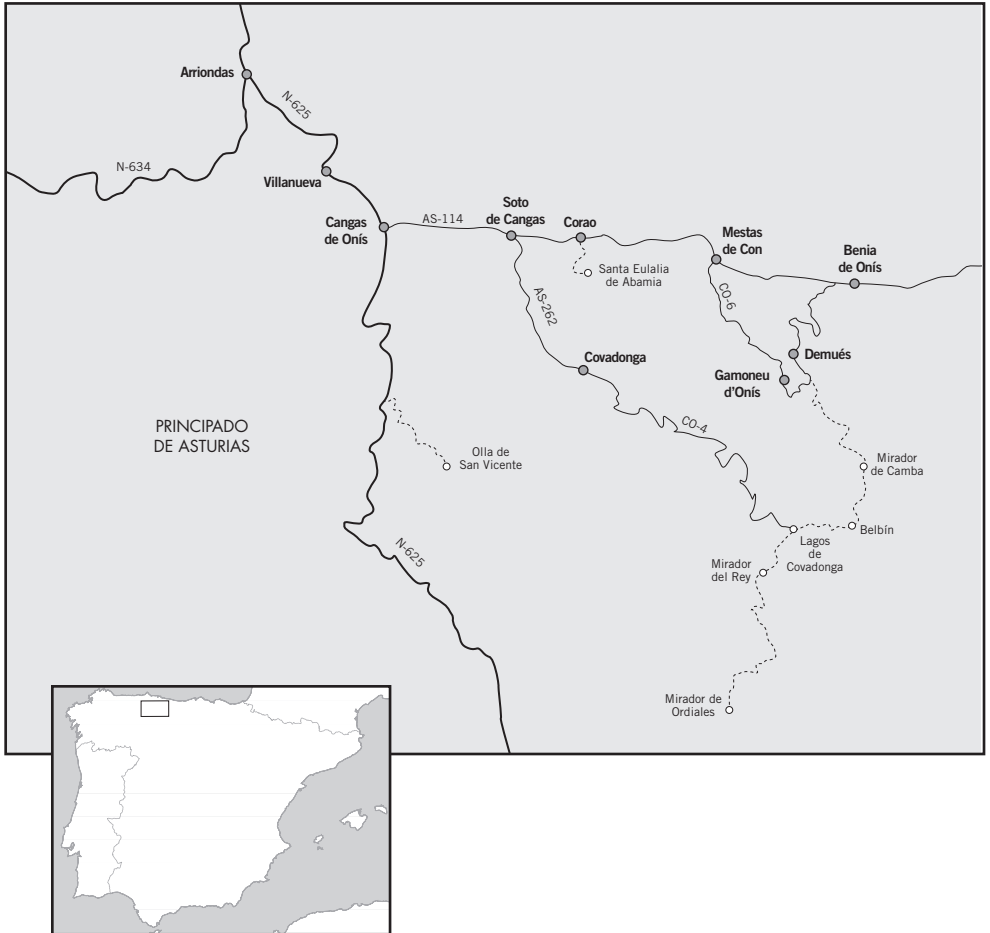 Arriondas
N-625
N-634
Villanueva
Cangas
de Onís
AS-114
Soto
de Cangas
Corao
Mestas
de Con
Benia
de Onís
Santa Eulalia
de Abamia
AS-262
CO-6
Covadonga
Demués
Gamoneu
d'Onís
PRINCIPADO
DE ASTURIAS
CO-4
Olla de
San Vicente
Mirador
de Camba
Belbín
Lagos
de
Covadonga
N-625
Mirador
del Rey
Mirador de
Ordiales